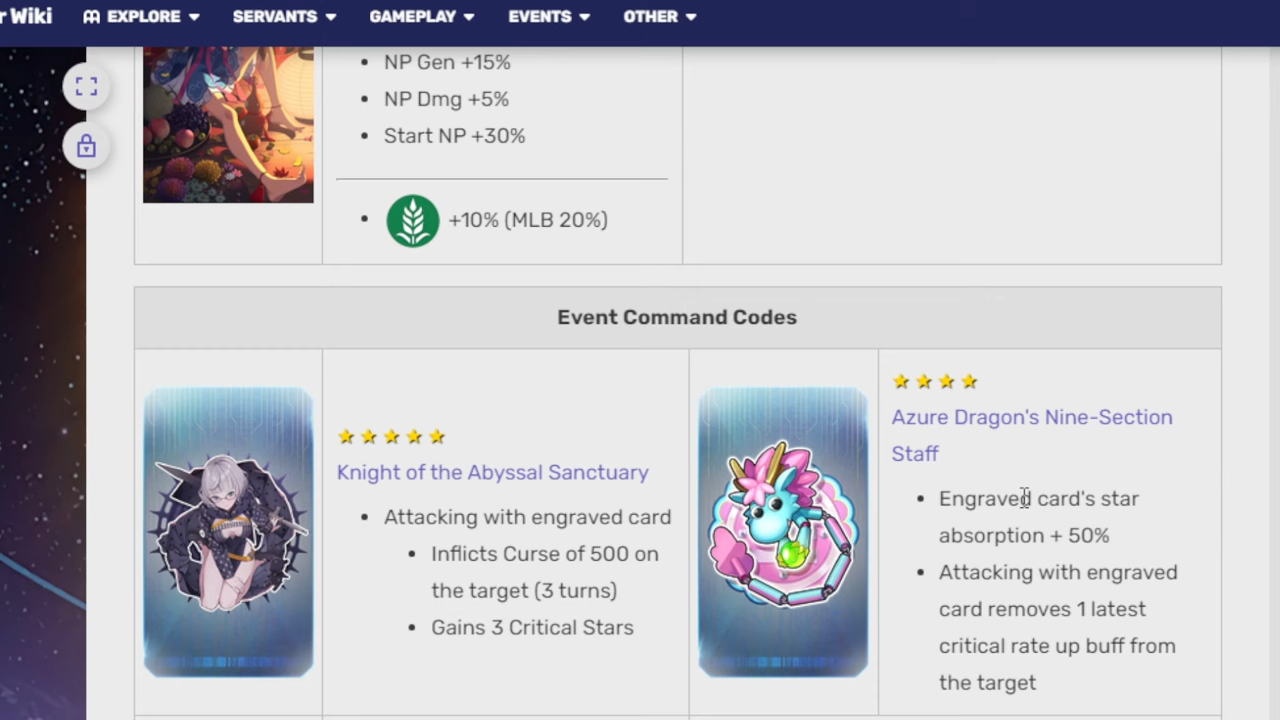 r Wiki
EXPLORE
SERVANTS
GAMEPLAY
EVENTS
OTHER
NP Gen +15%
NP Dmg +5%
Start NP +30%
+10% (MLB 20%)
Event Command Codes
Knight of the Abyssal Sanctuary
Attacking with engraved card
Inflicts Curse of 500 on
the target (3 turns)
Gains 3 Critical Stars
Azure Dragon's Nine-Section
Staff
Engraved card's star
absorption + 50%
Attacking with engraved
card removes 1 latest
critical rate up buff from
the target